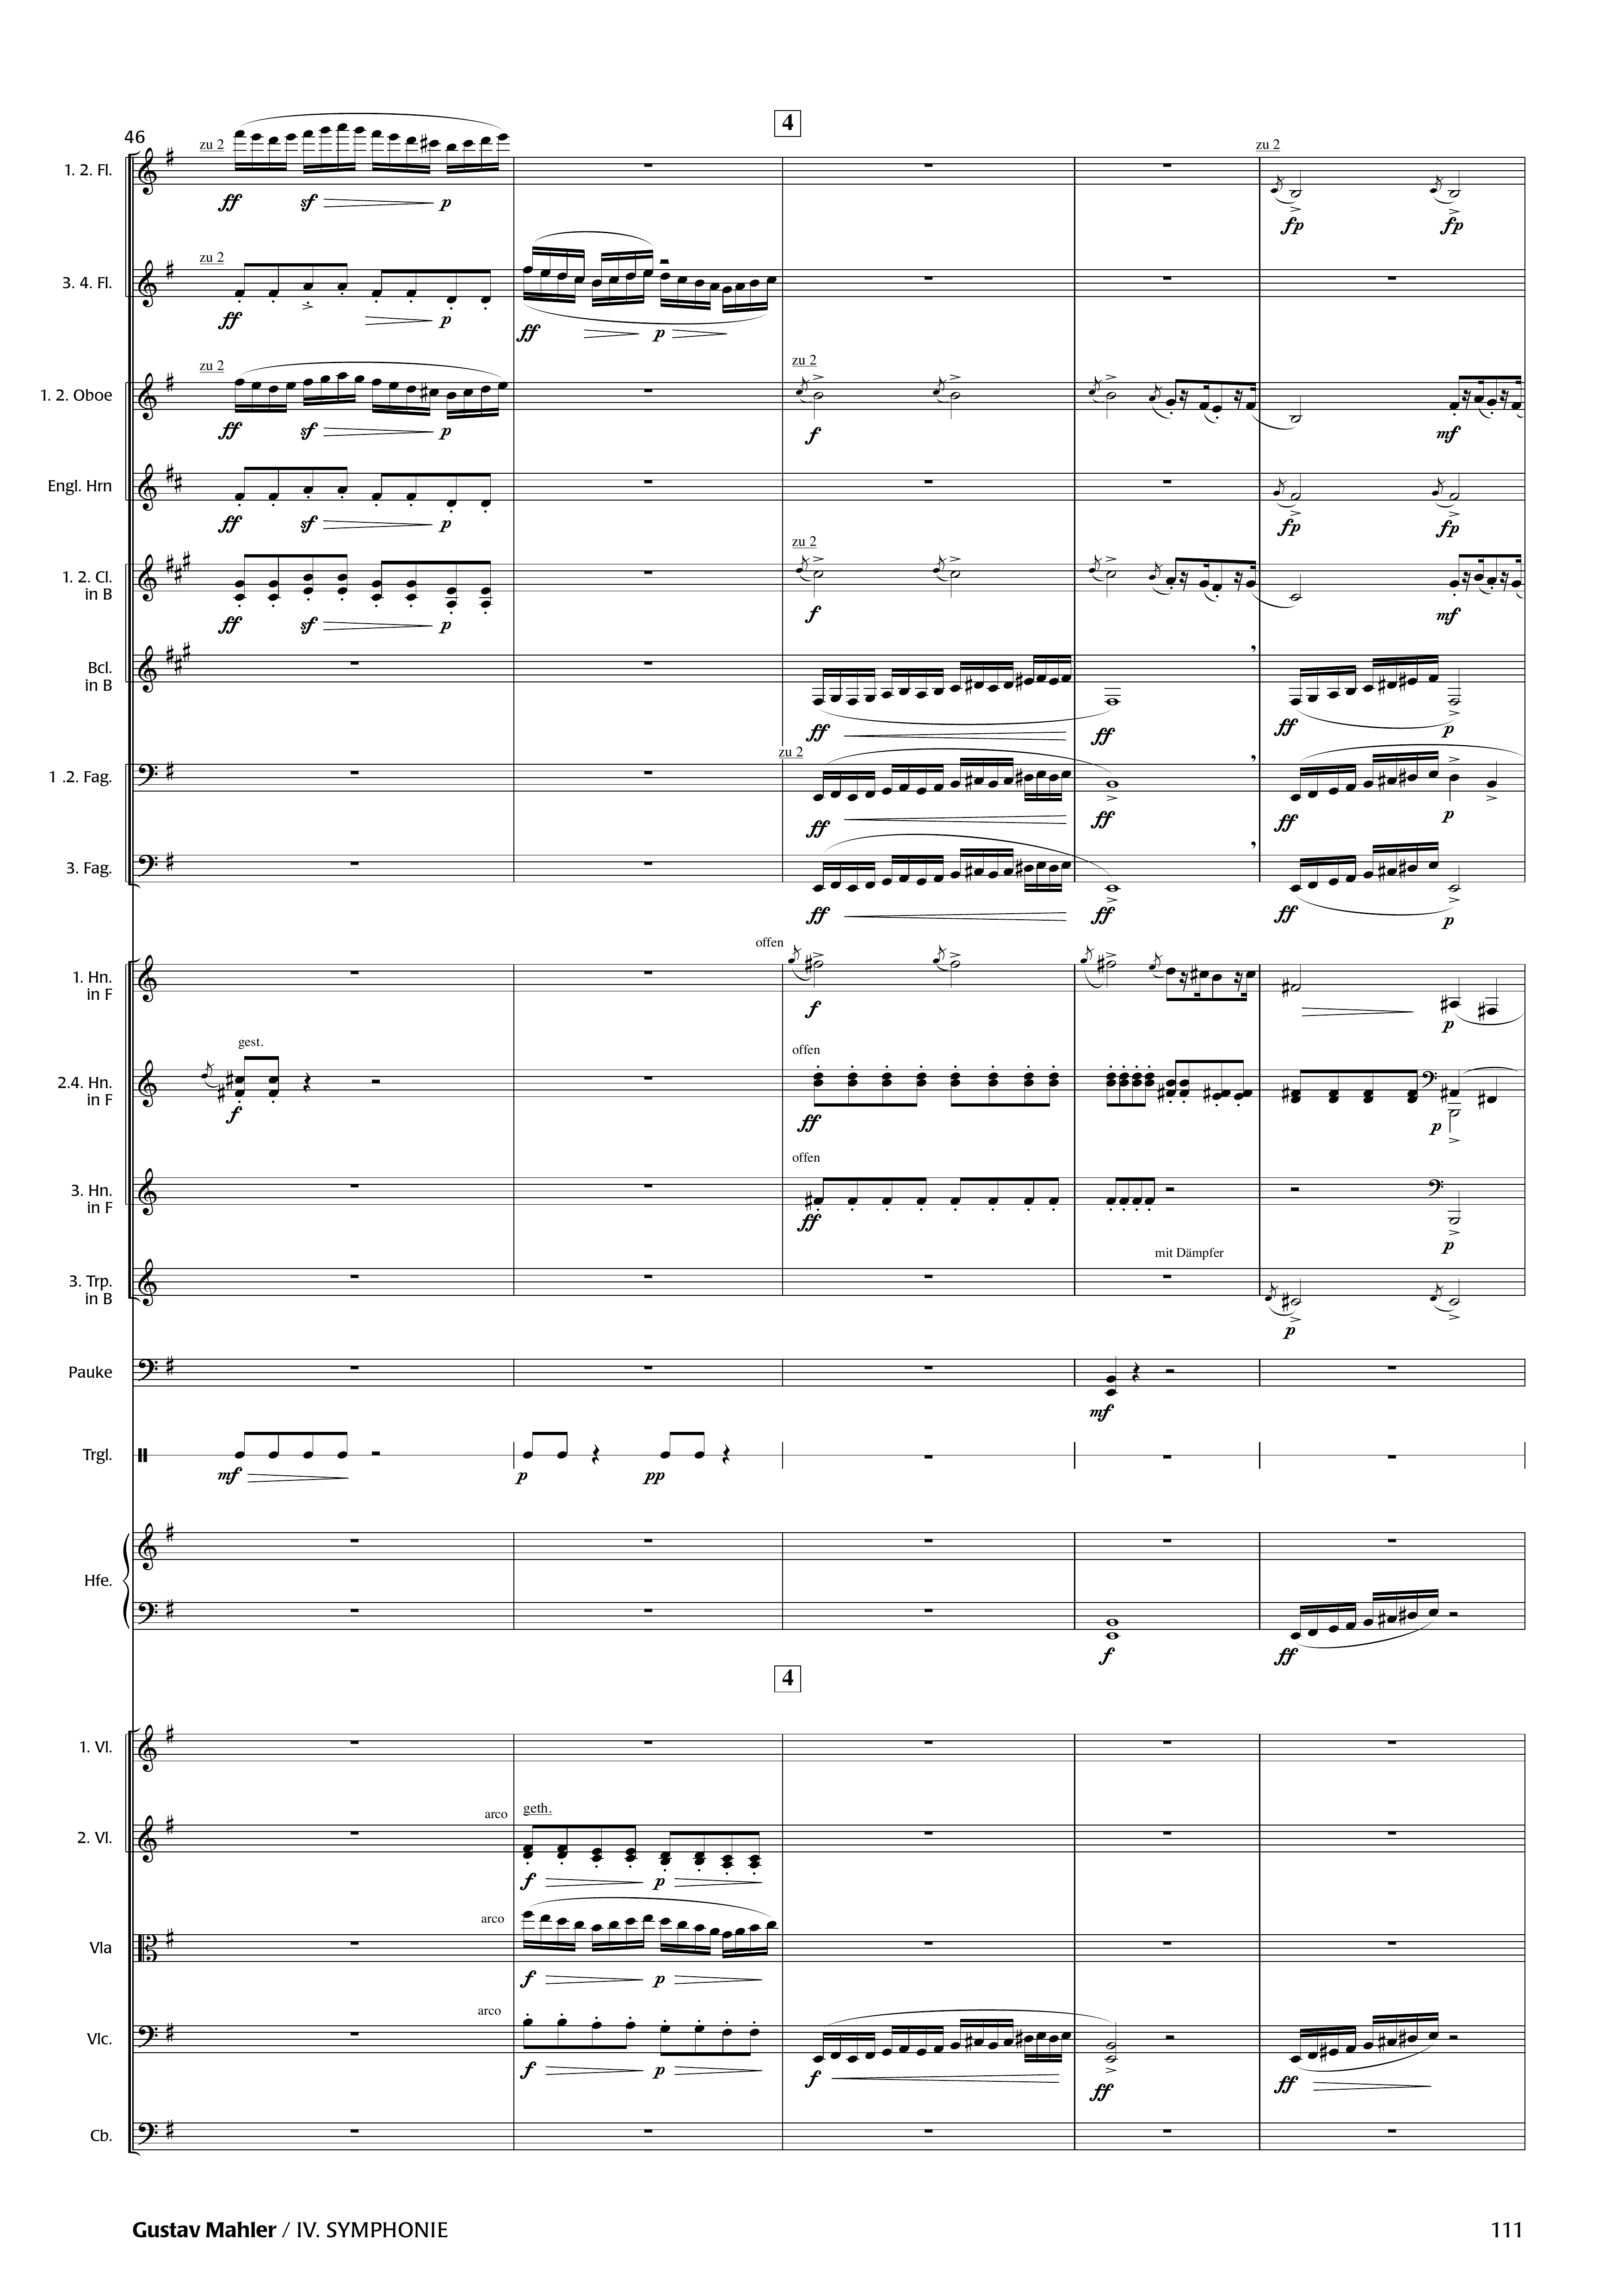 4
46
zu 2
zu 2
1. 2. Fl.
ff
sf
p
fp
fp
zu 2
3. 4. Fl.
ff
p
ff
p
zu 2
zu 2
1. 2. Oboe
ff
sf
p
f
mf
Engl. Hrn
ff
sf
p
fp
fp
zu 2
1. 2. Cl.
in B
ff
sf
p
f
mf
Bcl.
in B
ff
ff
ff
p
zu 2
1 .2. Fag.
ff
ff
ff
p
3. Fag.
ff
ff
ff
p
offen
1. Hn.
in F
f
p
gest.
offen
2.4. Hn.
in F
f
ff
p
offen
3. Hn.
in F
ff
p
mit Dämpfer
3. Trp.
in B
p
Pauke
mf
Trgl.
mf
p
pp
Hfe.
f
ff
4
1. Vl.
arco
geth.
2. Vl.
f
p
arco
Vla
f
p
arco
Vlc.
f
p
f
ff
ff
Cb.
Gustav Mahler / IV. SYMPHONIE
111